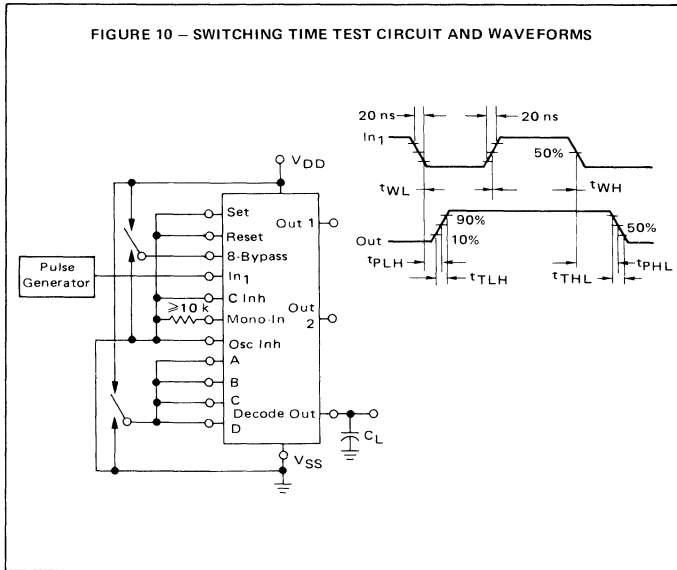 FIGURE 10 – SWITCHING TIME TEST CIRCUIT AND WAVEFORMS
20 ns
20 ns
In1
50%
tWL
tWH
90%
10%
50%
Out
tPLH
tTLH
tTHL
tPHL
VDD
Set
Out 1
Reset
8-Bypass
Pulse
Generator
In1
C Inh
≥10 k
Mono-In
Out
2
Osc Inh
A
B
C
Decode Out
D
CL
VSS